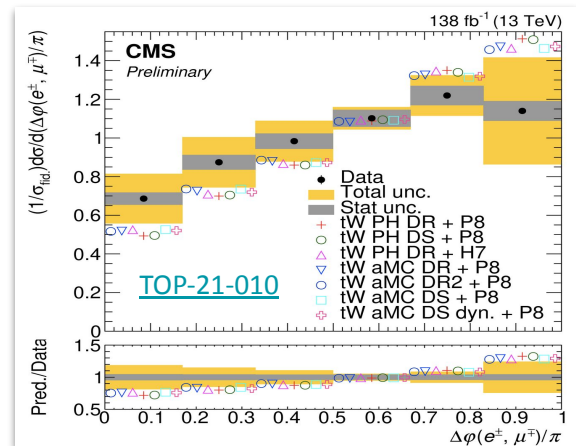 138 fb⁻¹ (13 TeV)
CMS
Preliminary
(1/σ_fid.)dσ/d(Δφ(e±, μ∓)/π)
1.4
1.2
1
0.8
0.6
0.4
0.2
0
Data
Total unc.
Stat unc.
tW PH DR + P8
tW PH DS + P8
tW PH DR + H7
tW aMC DR + P8
tW aMC DR2 + P8
tW aMC DS + P8
tW aMC DS dyn. + P8
TOP-21-010
Pred./Data
1.5
1
0.5
0 0.1 0.2 0.3 0.4 0.5 0.6 0.7 0.8 0.9 1
Δφ(e±, μ∓)/π